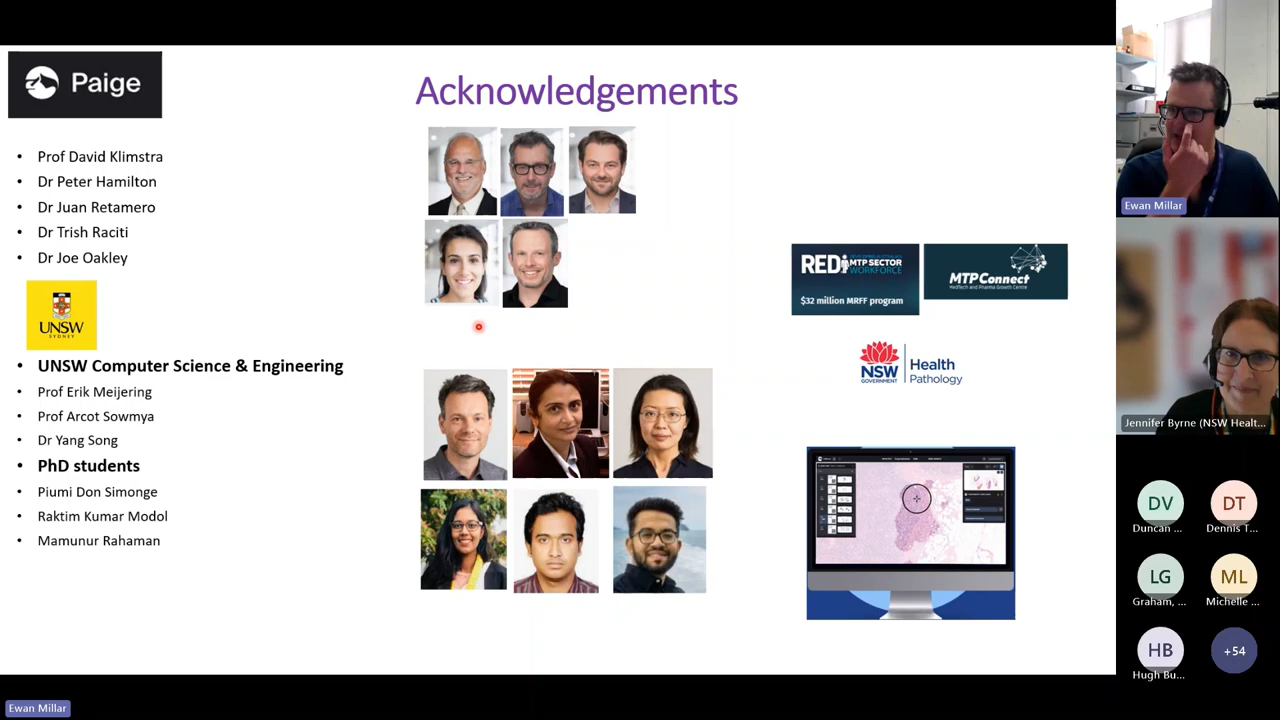 Paige
Acknowledgements
• Prof David Klimstra
• Dr Peter Hamilton
• Dr Juan Retamero
• Dr Trish Raciti
• Dr Joe Oakley
UNSW
SYDNEY
• UNSW Computer Science & Engineering
• Prof Erik Meijering
• Prof Arcot Sowmya
• Dr Yang Song
• PhD students
• Piumi Don Simonge
• Raktim Kumar Modol
• Mamunur Rahaman
REDi
MTP SECTOR
WORKFORCE
$32 million MRFF program
MTPConnect
MedTech and Pharma Growth Centre
NSW
GOVERNMENT
Health
Pathology
Ewan Millar
Jennifer Byrne (NSW Healt...
DV
Duncan ...
DT
Dennis T...
LG
Graham, ...
ML
Michelle ...
HB
Hugh Bu...
+54
Ewan Millar